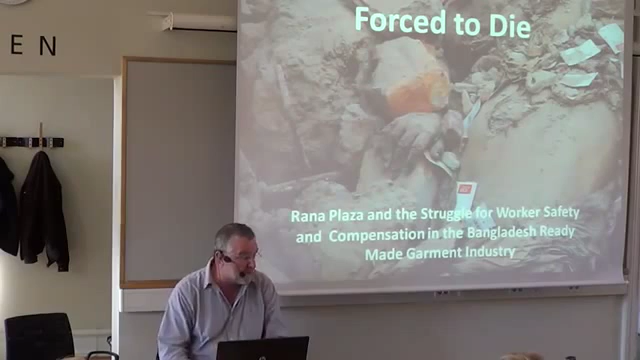 EN
Forced to Die
Rana Plaza and the Struggle for Worker Safety
and Compensation in the Bangladesh Ready
Made Garment Industry